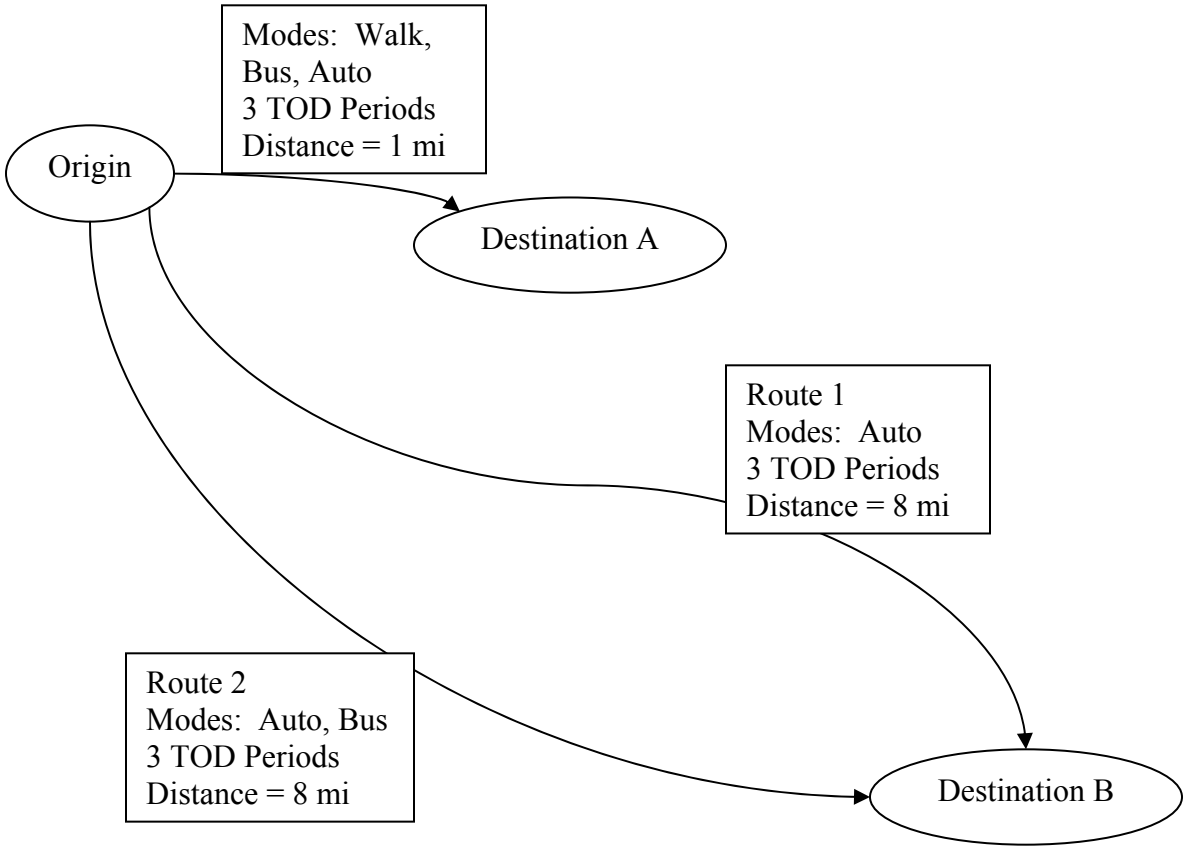 Modes: Walk,
Bus, Auto
3 TOD Periods
Distance = 1 mi
Origin
Destination A
Route 1
Modes: Auto
3 TOD Periods
Distance = 8 mi
Route 2
Modes: Auto, Bus
3 TOD Periods
Distance = 8 mi
Destination B